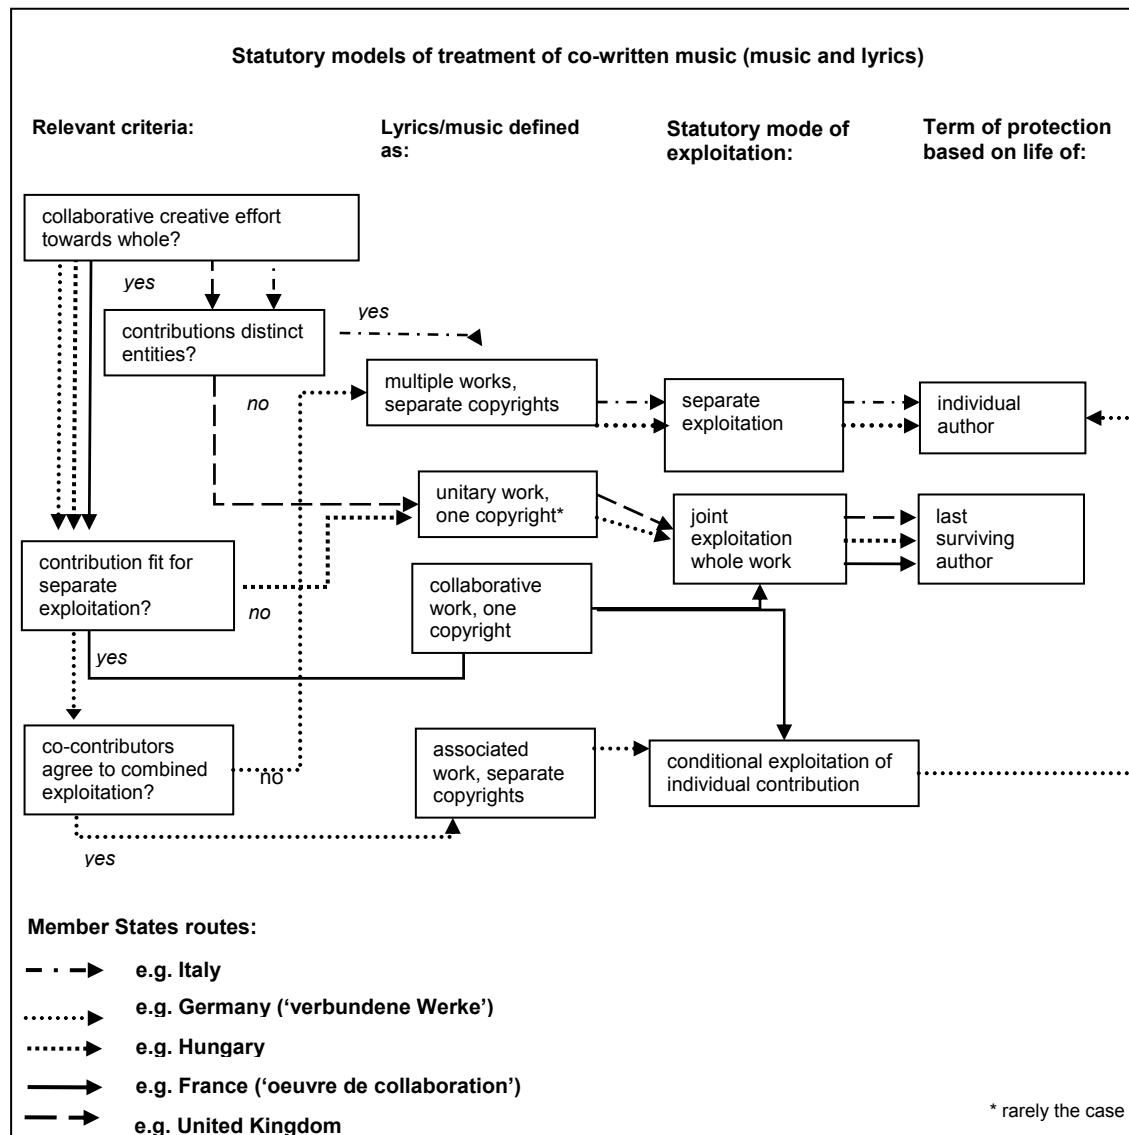 Statutory models of treatment of co-written music (music and lyrics)
Relevant criteria:
Lyrics/music defined
as:
Statutory mode of
exploitation:
Term of protection
based on life of:
collaborative creative effort
towards whole?
yes
contributions distinct
entities?
yes
no
multiple works,
separate copyrights
separate
exploitation
individual
author
unitary work,
one copyright*
joint
exploitation
whole work
last
surviving
author
contribution fit for
separate
exploitation?
no
yes
collaborative
work, one
copyright
co-contributors
agree to combined
exploitation?
no
yes
associated
work, separate
copyrights
conditional exploitation of
individual contribution
Member States routes:
e.g. Italy
e.g. Germany (‘verbundene Werke’)
e.g. Hungary
e.g. France (‘oeuvre de collaboration’)
e.g. United Kingdom
* rarely the case